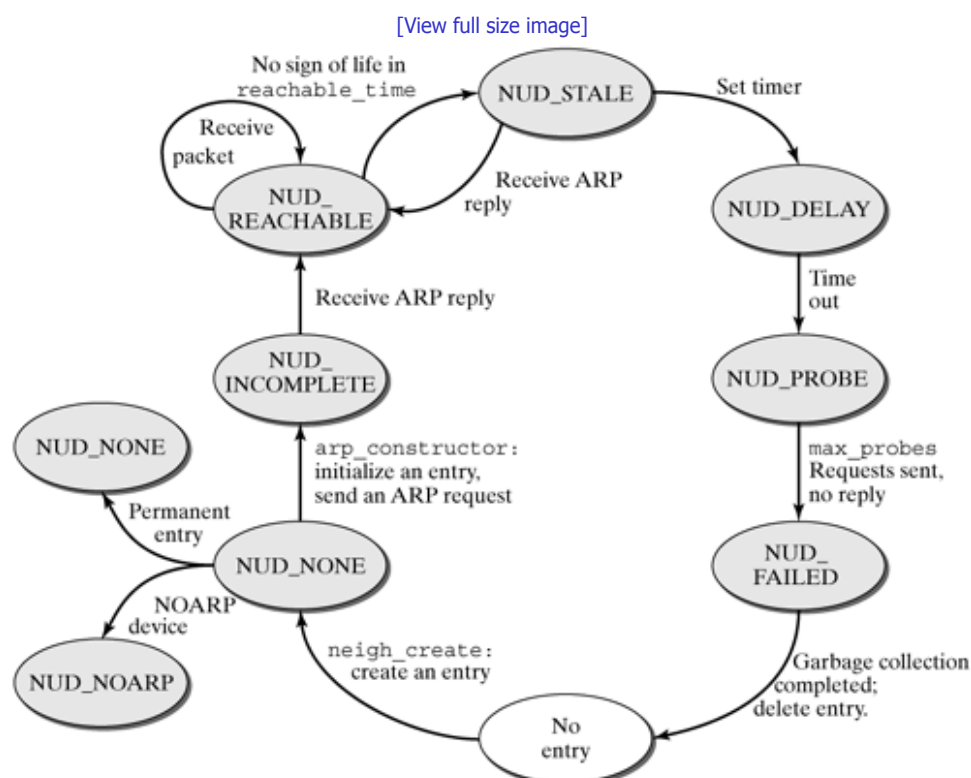 [View full size image]
No sign of life in
reachable_time
NUD_STALE
Set timer
Receive
packet
NUD_
REACHABLE
Receive ARP
reply
NUD_DELAY
Receive ARP reply
Time
out
NUD_
INCOMPLETE
NUD_PROBE
NUD_NONE
arp_constructor:
initialize an entry,
send an ARP request
max_probes
Requests sent,
no reply
Permanent
entry
NUD_NONE
NUD_
FAILED
NOARP
device
NUD_NOARP
neigh_create:
create an entry
Garbage collection
completed;
delete entry.
No
entry